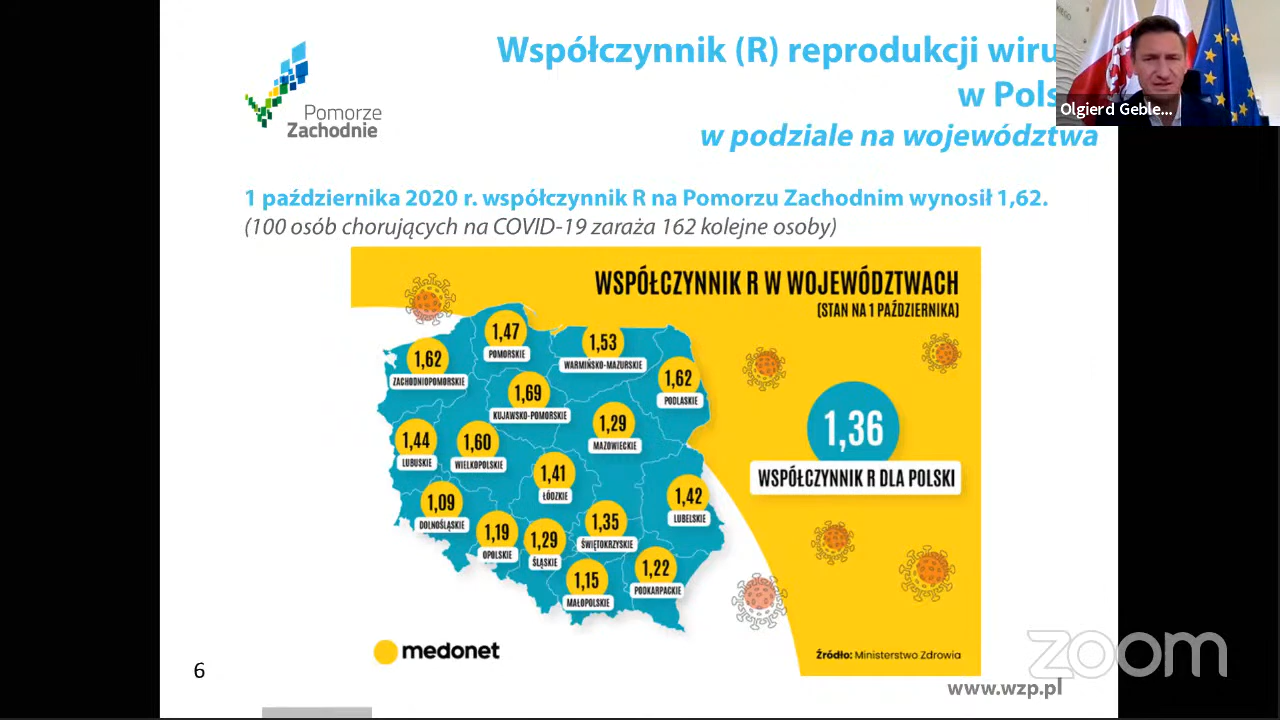 Współczynnik (R) reprodukcji wiru
w Pols
w podziale na województwa
Pomorze
Zachodnie
Olgierd Geble...
1 października 2020 r. współczynnik R na Pomorzu Zachodnim wynosił 1,62.
(100 osób chorujących na COVID-19 zaraża 162 kolejne osoby)
WSPÓŁCZYNNIK R W WOJEWÓDZTWACH
(STAN NA 1 PAŹDZIERNIKA)
1,47
POMORSKIE
1,53
WARMIŃSKO-MAZURSKIE
1,62
ZACHODNIOPOMORSKIE
1,62
PODLASKIE
1,69
KUJAWSKO-POMORSKIE
1,29
MAZOWIECKIE
1,44
LUBUSKIE
1,60
WIELKOPOLSKIE
1,41
ŁÓDZKIE
1,42
LUBELSKIE
1,09
DOLNOŚLĄSKIE
1,19
OPOLSKIE
1,29
ŚLĄSKIE
1,35
ŚWIĘTOKRZYSKIE
1,15
MAŁOPOLSKIE
1,22
PODKARPACKIE
1,36
WSPÓŁCZYNNIK R DLA POLSKI
medonet
Źródło: Ministerstwo Zdrowia
6
www.wzp.pl
zoom